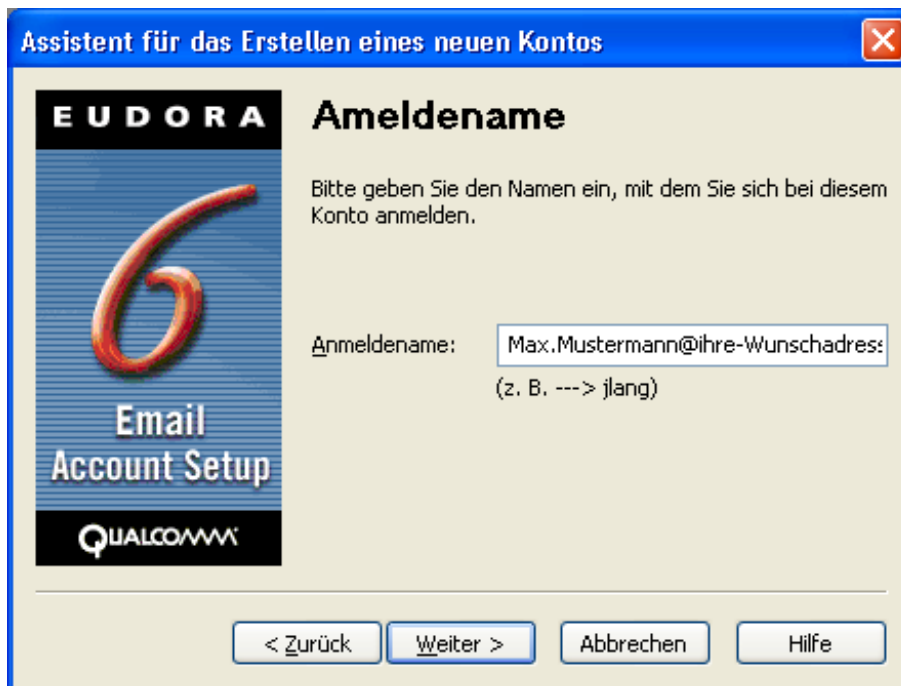 Assistent für das Erstellen eines neuen Kontos
EUDORA
6
Email
Account Setup
QUALCOMM
Ameldename
Bitte geben Sie den Namen ein, mit dem Sie sich bei diesem
Konto anmelden.
Anmeldename: Max.Mustermann@ihre-Wunschadress
(z. B. ---> jlang)
< Zurück Weiter > Abbrechen Hilfe